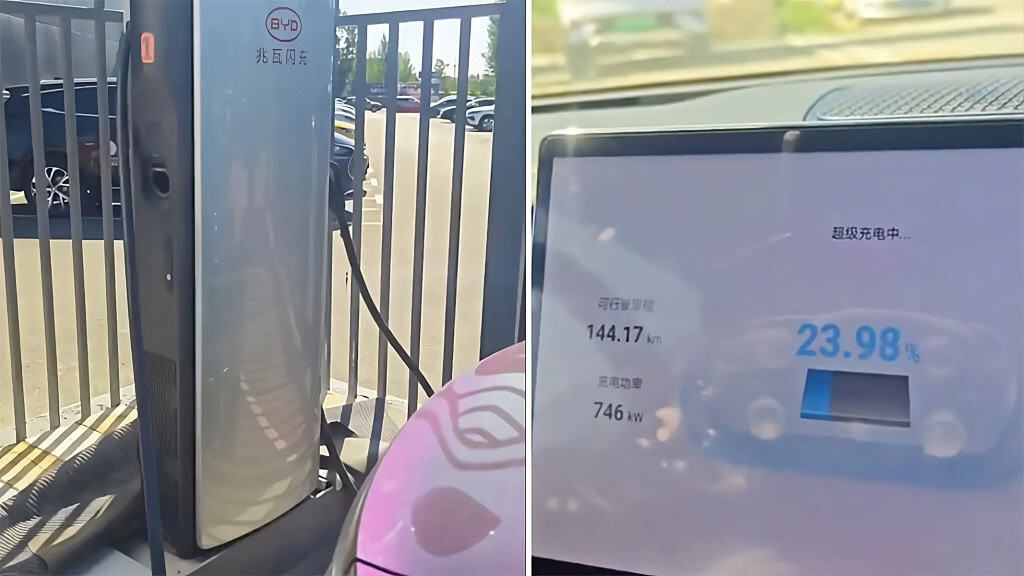 BYD
兆瓦闪充
超级充电中...
可行驶里程
144.17 km
23.98%
充电功率
746 kW